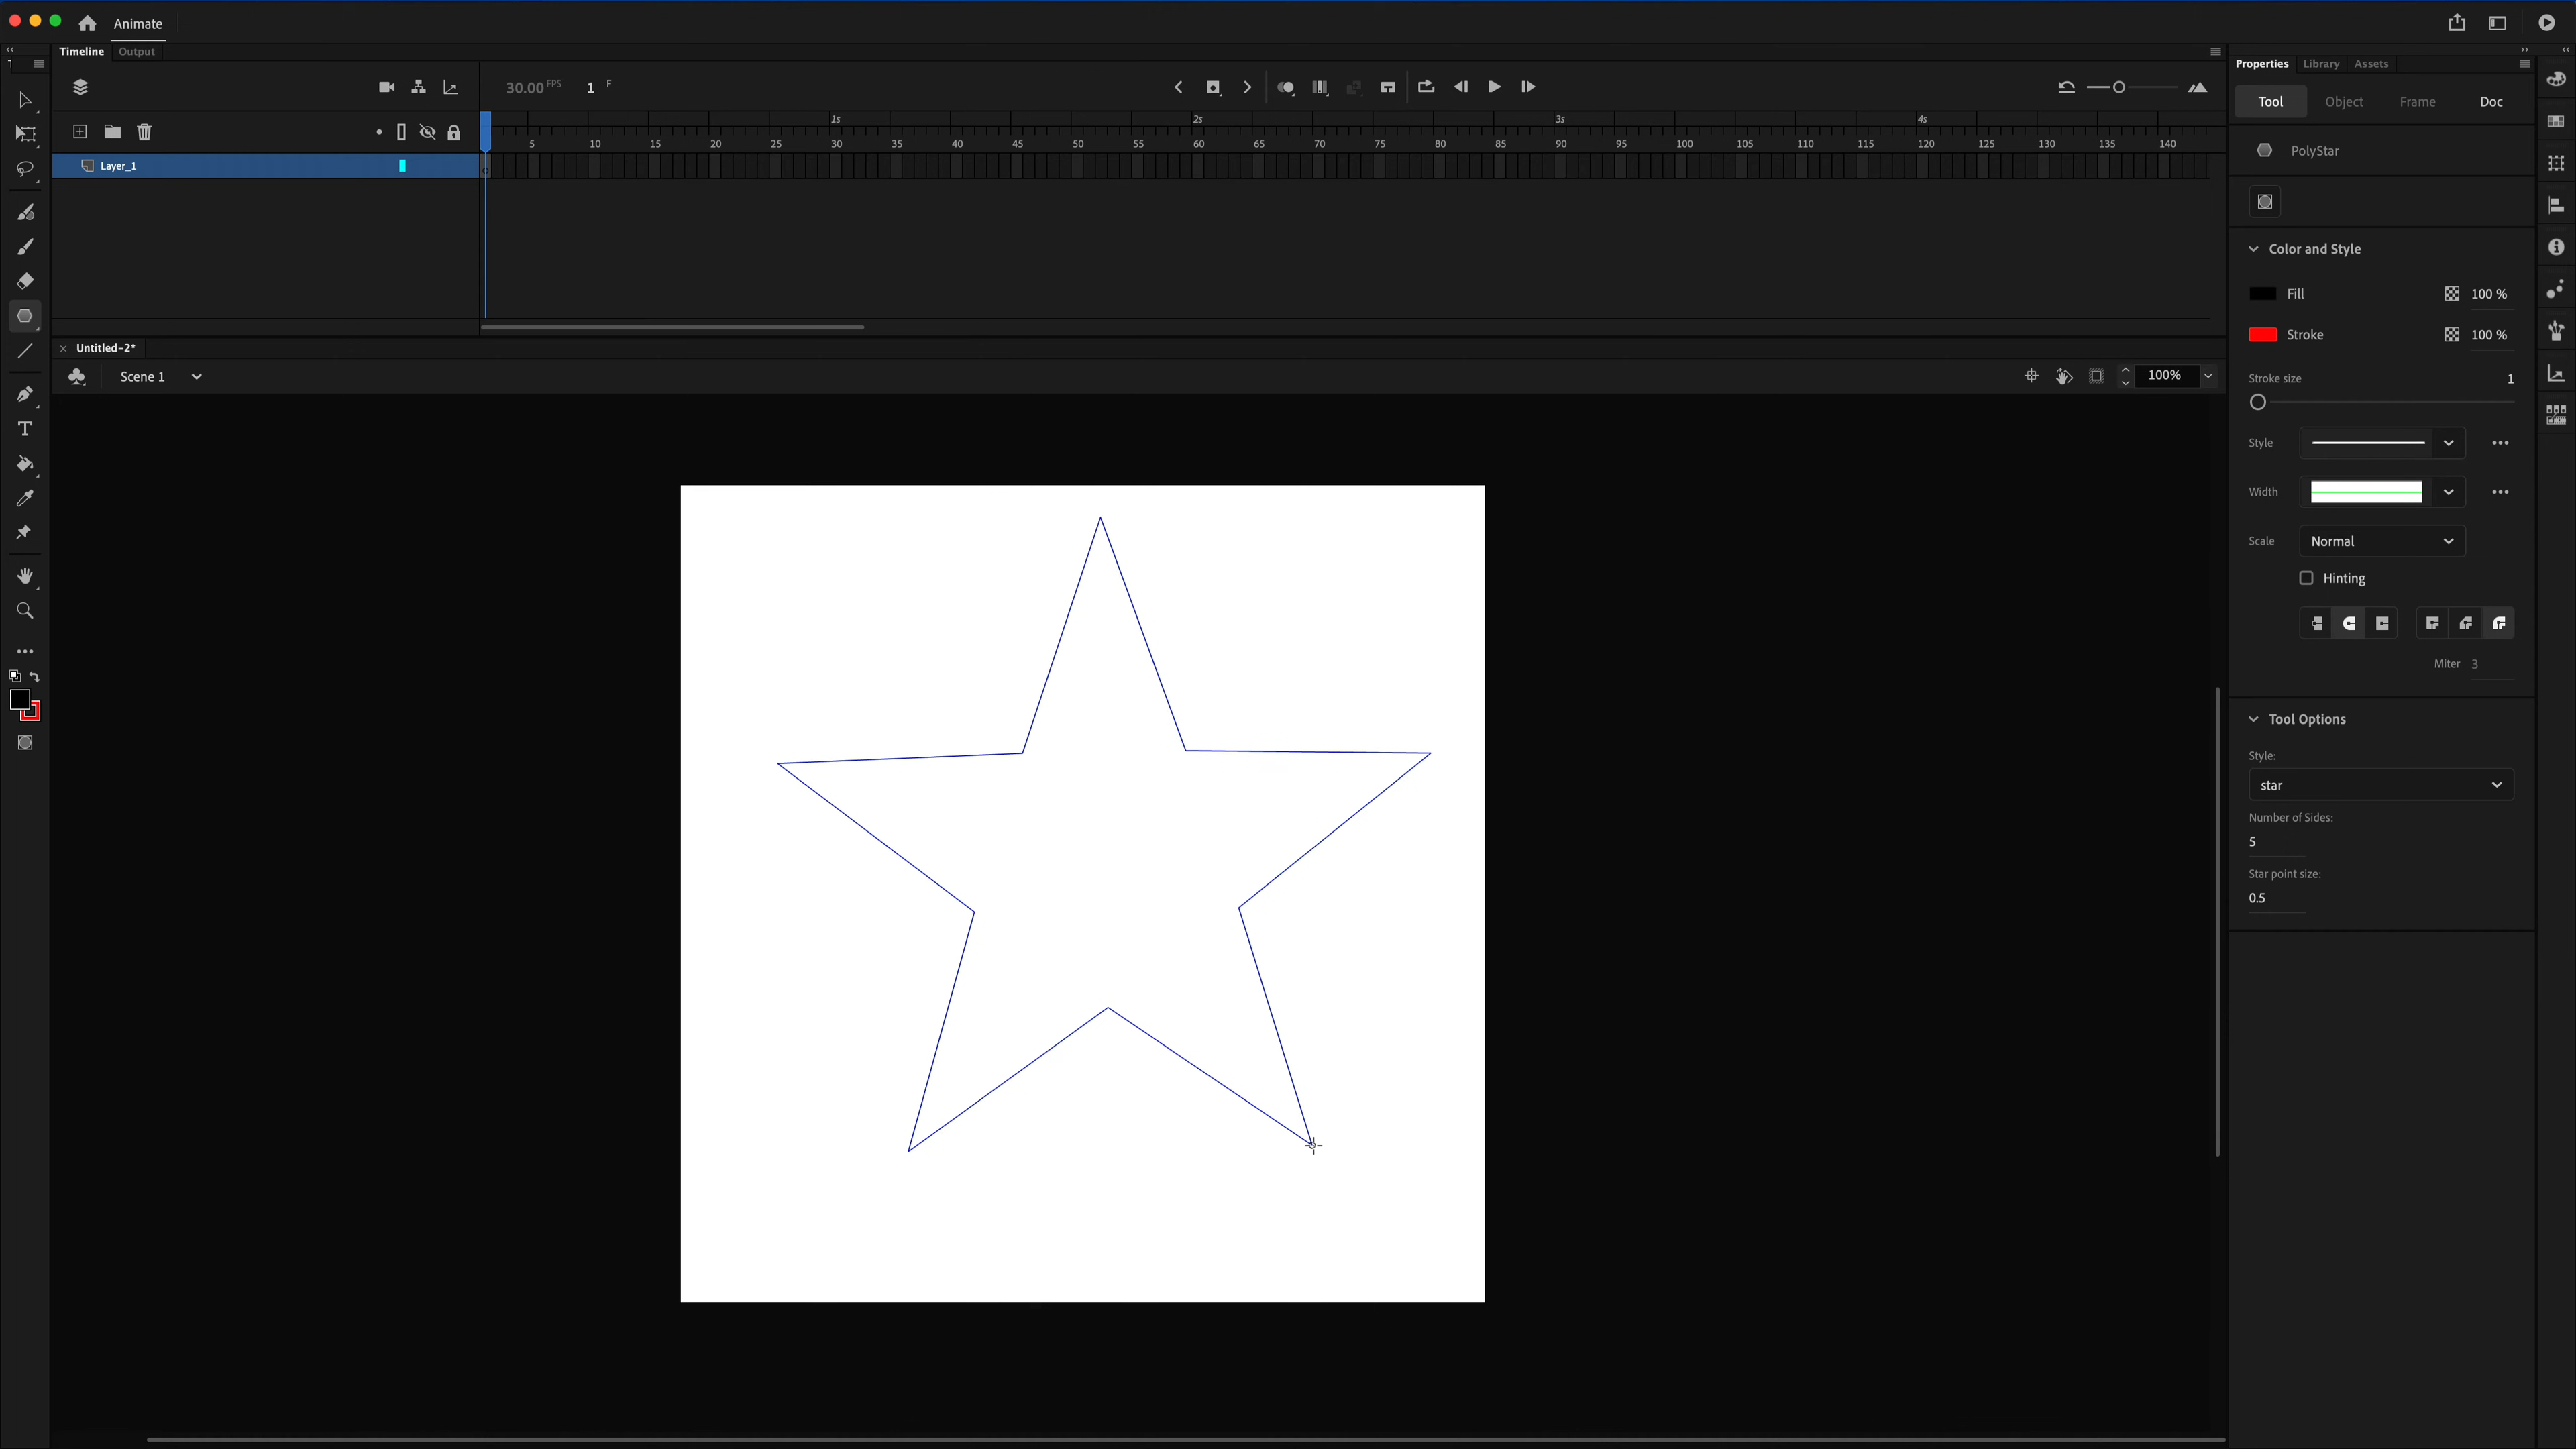 Animate
Timeline Output
Properties Library Assets
30.00 FPS 1 F
Tool Object Frame Doc
1s 2s 3s 4s
5 10 15 20 25 30 35 40 45 50 55 60 65 70 75 80 85 90 95 100 105 110 115 120 125 130 135 140
PolyStar
Layer_1
Color and Style
Fill 100 %
Stroke 100 %
Untitled-2*
Scene 1 100%
Stroke size 1
Style
Width
Scale Normal
Hinting
Miter 3
Tool Options
Style:
star
Number of Sides:
5
Star point size:
0.5